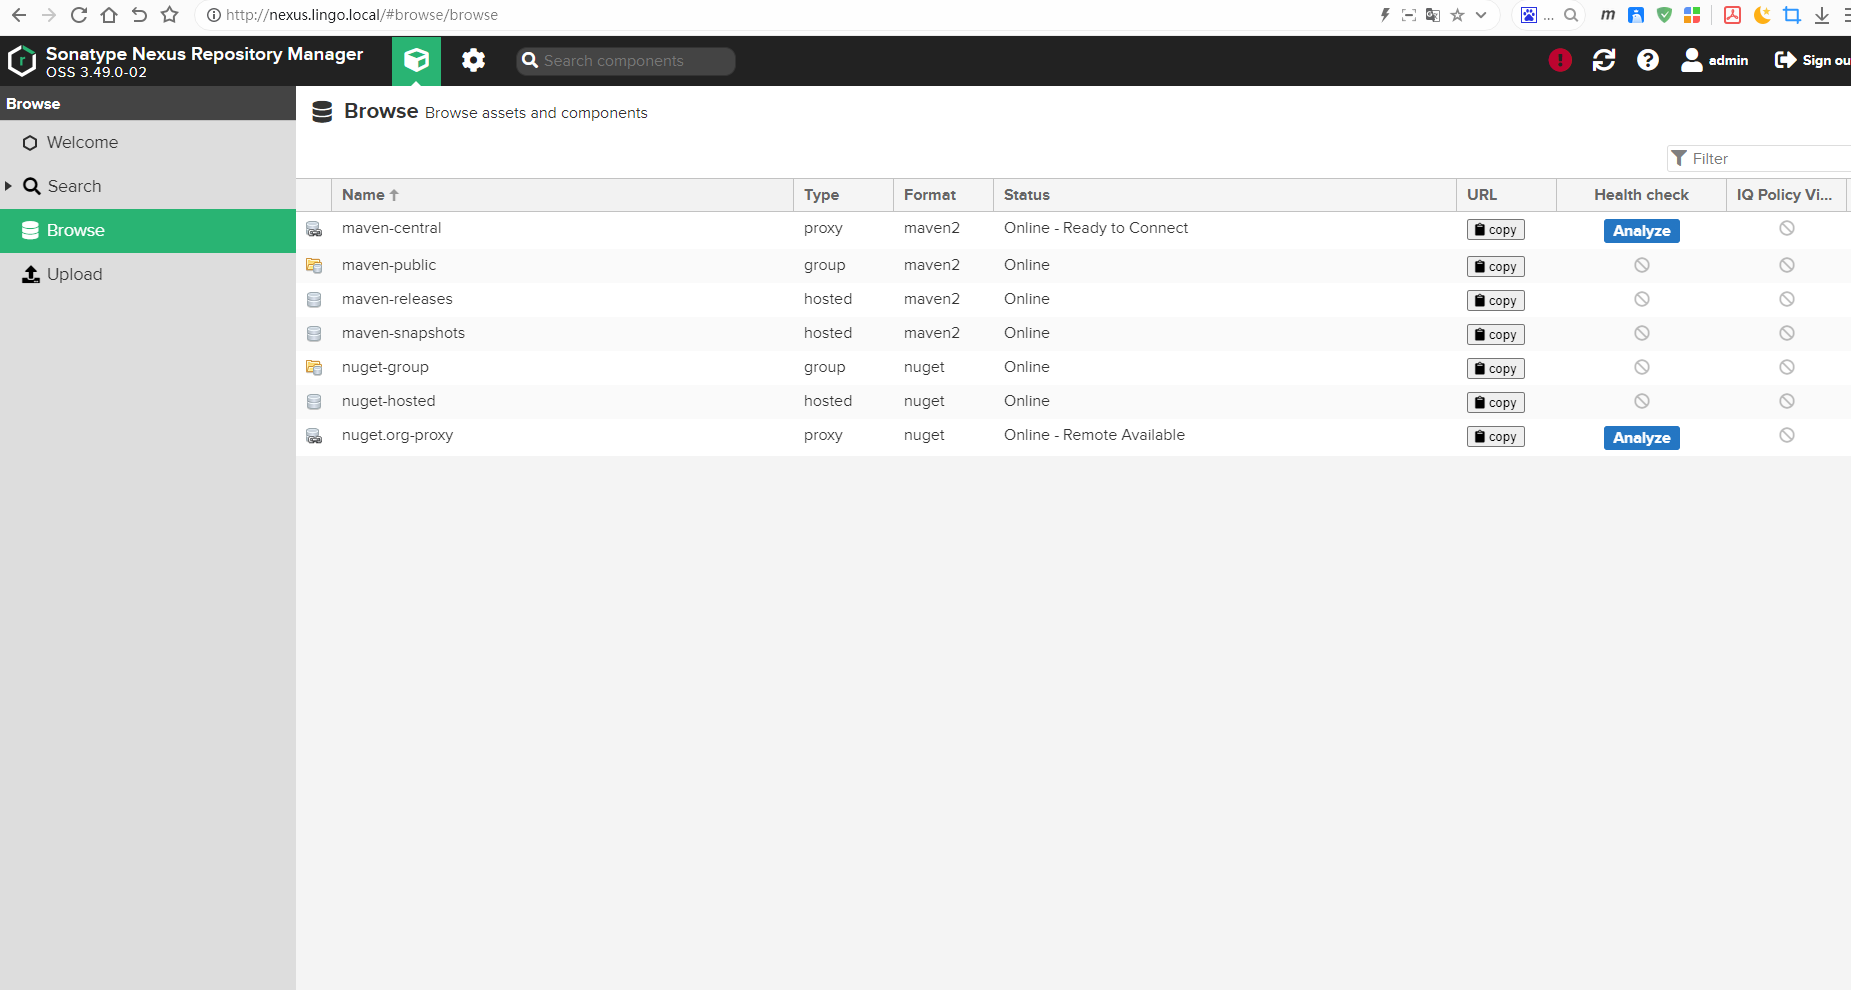 http://nexus.lingo.local/#browse/browse
...
m
Sonatype Nexus Repository Manager
OSS 3.49.0-02
Search components
admin
Sign ou
Browse
Welcome
Search
Browse
Upload
Browse Browse assets and components
Filter
Name Type Format Status URL Health check IQ Policy Vi...
maven-central proxy maven2 Online - Ready to Connect copy Analyze
maven-public group maven2 Online copy
maven-releases hosted maven2 Online copy
maven-snapshots hosted maven2 Online copy
nuget-group group nuget Online copy
nuget-hosted hosted nuget Online copy
nuget.org-proxy proxy nuget Online - Remote Available copy Analyze